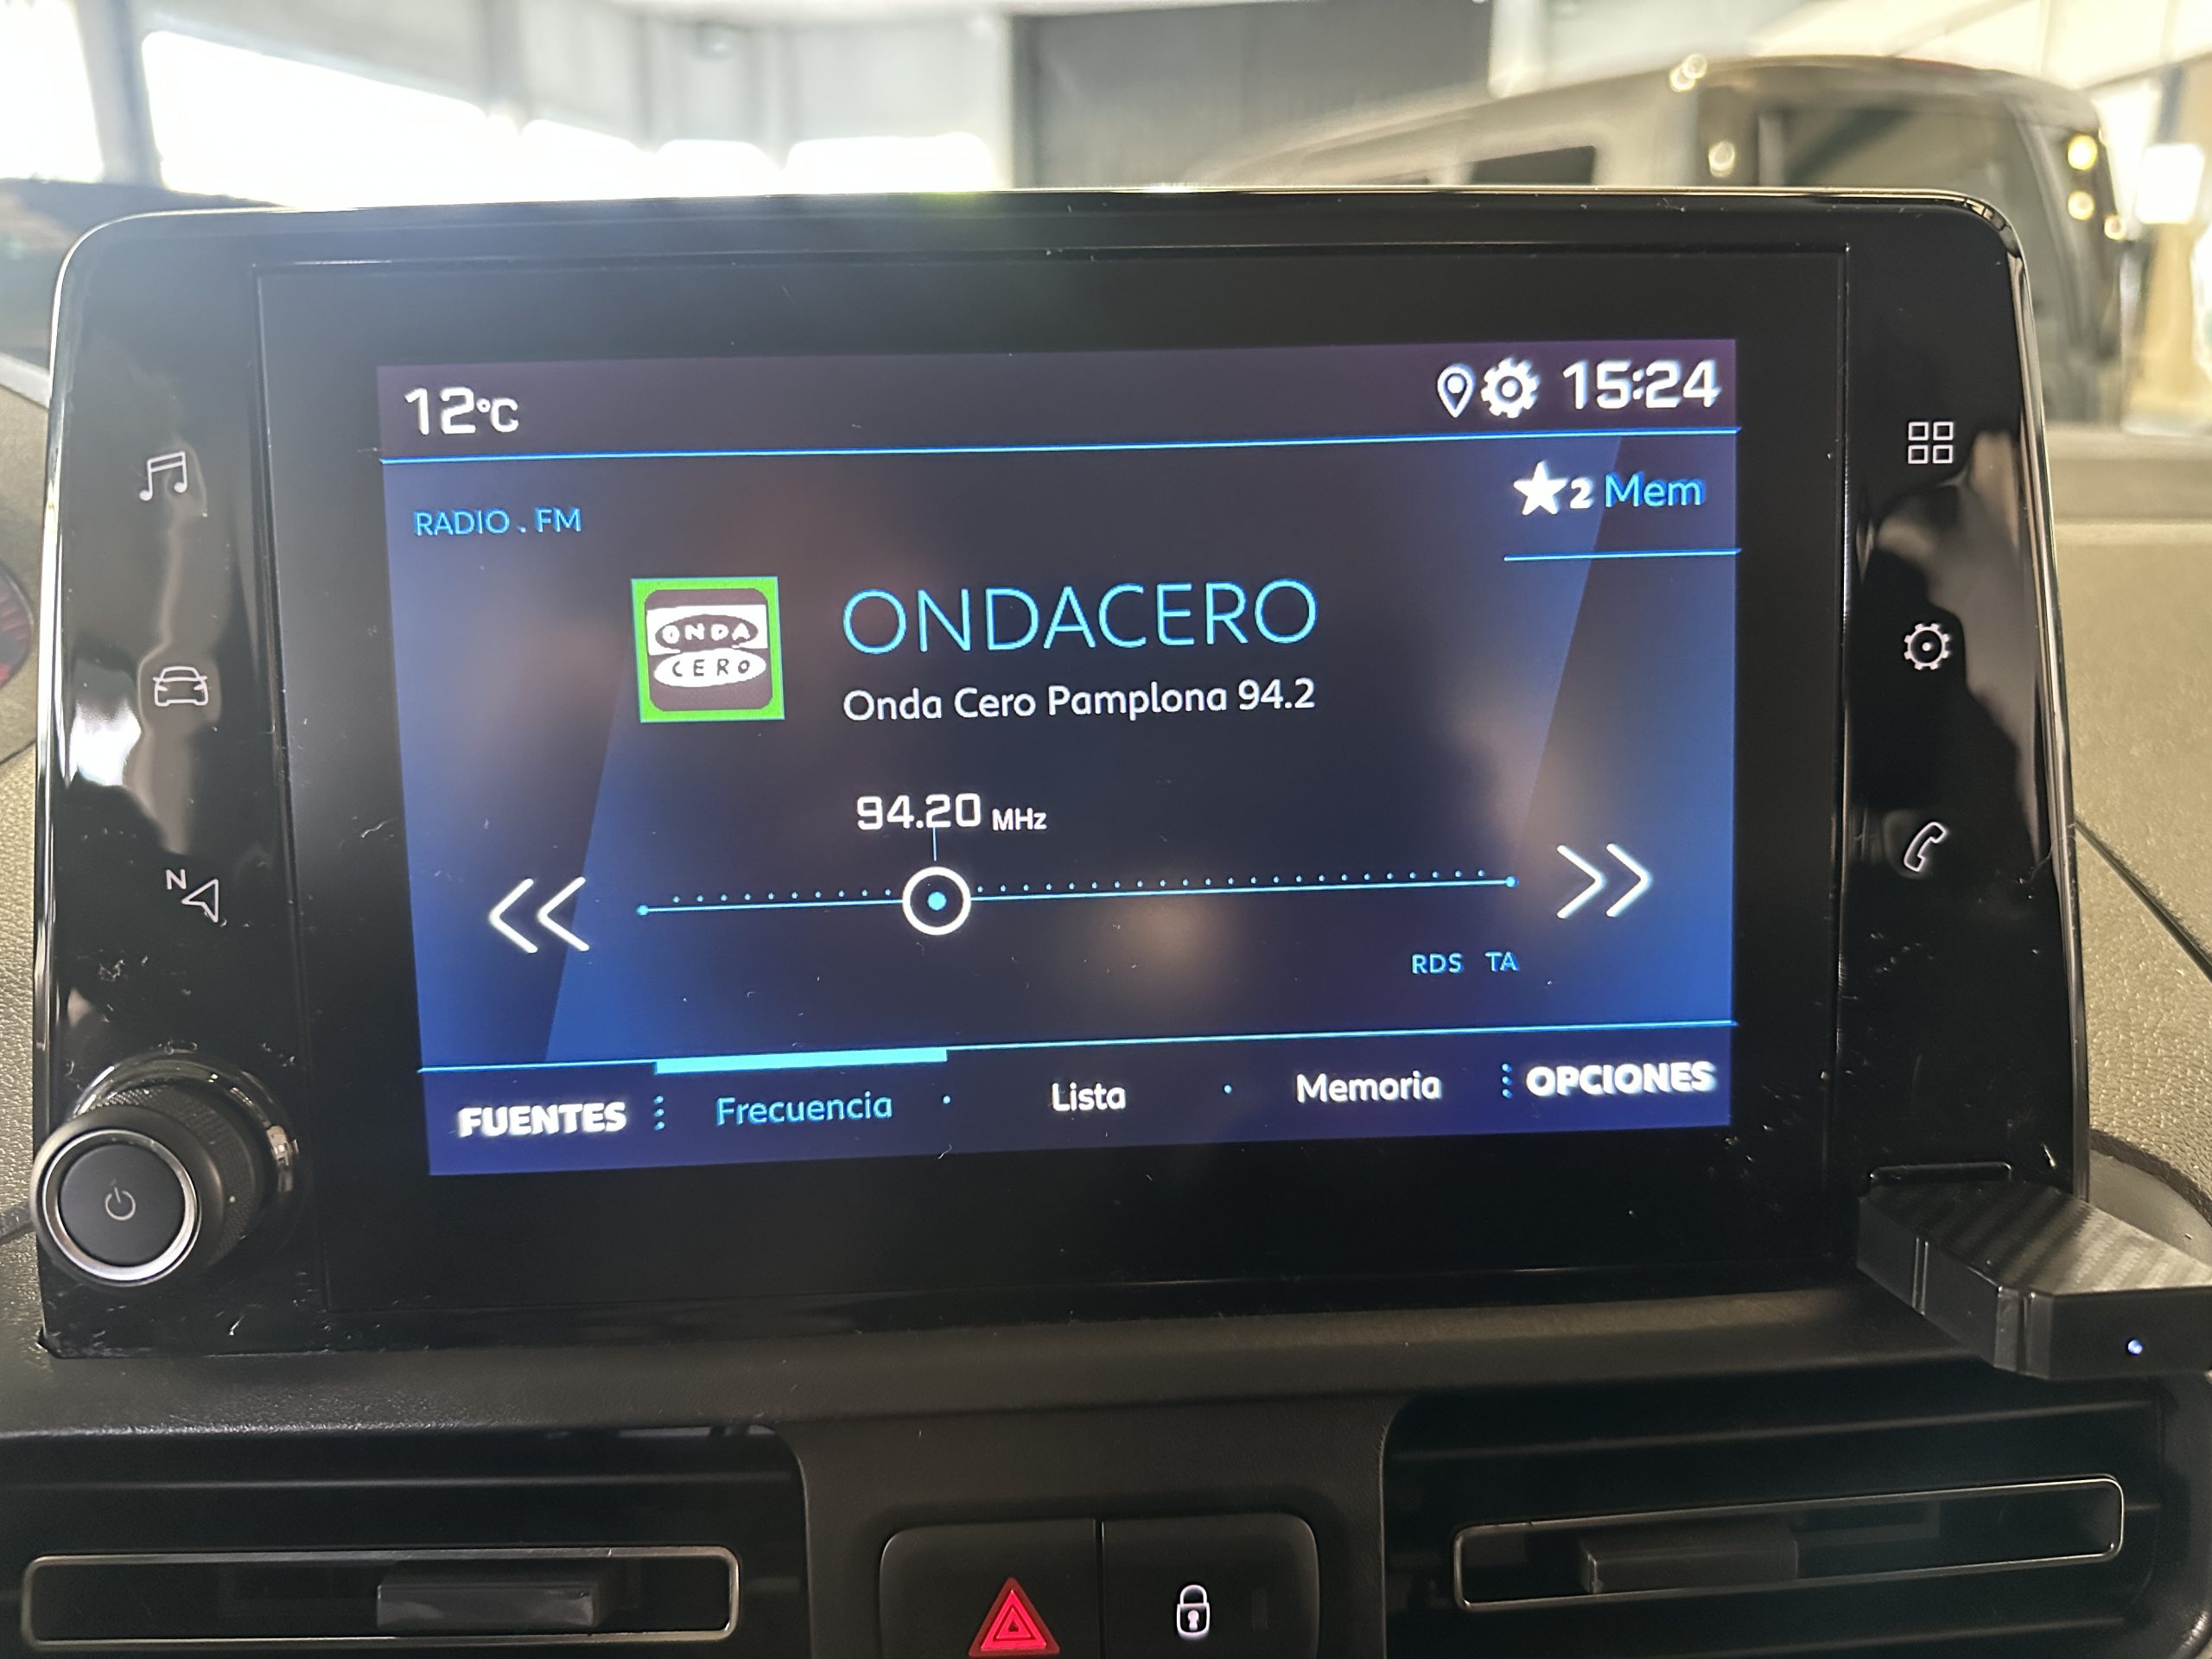 12°C
15:24
RADIO . FM
2 Mem
ONDA
CERO
ONDACERO
Onda Cero Pamplona 94.2
94.20 MHz
RDS TA
FUENTES Frecuencia Lista Memoria OPCIONES
N